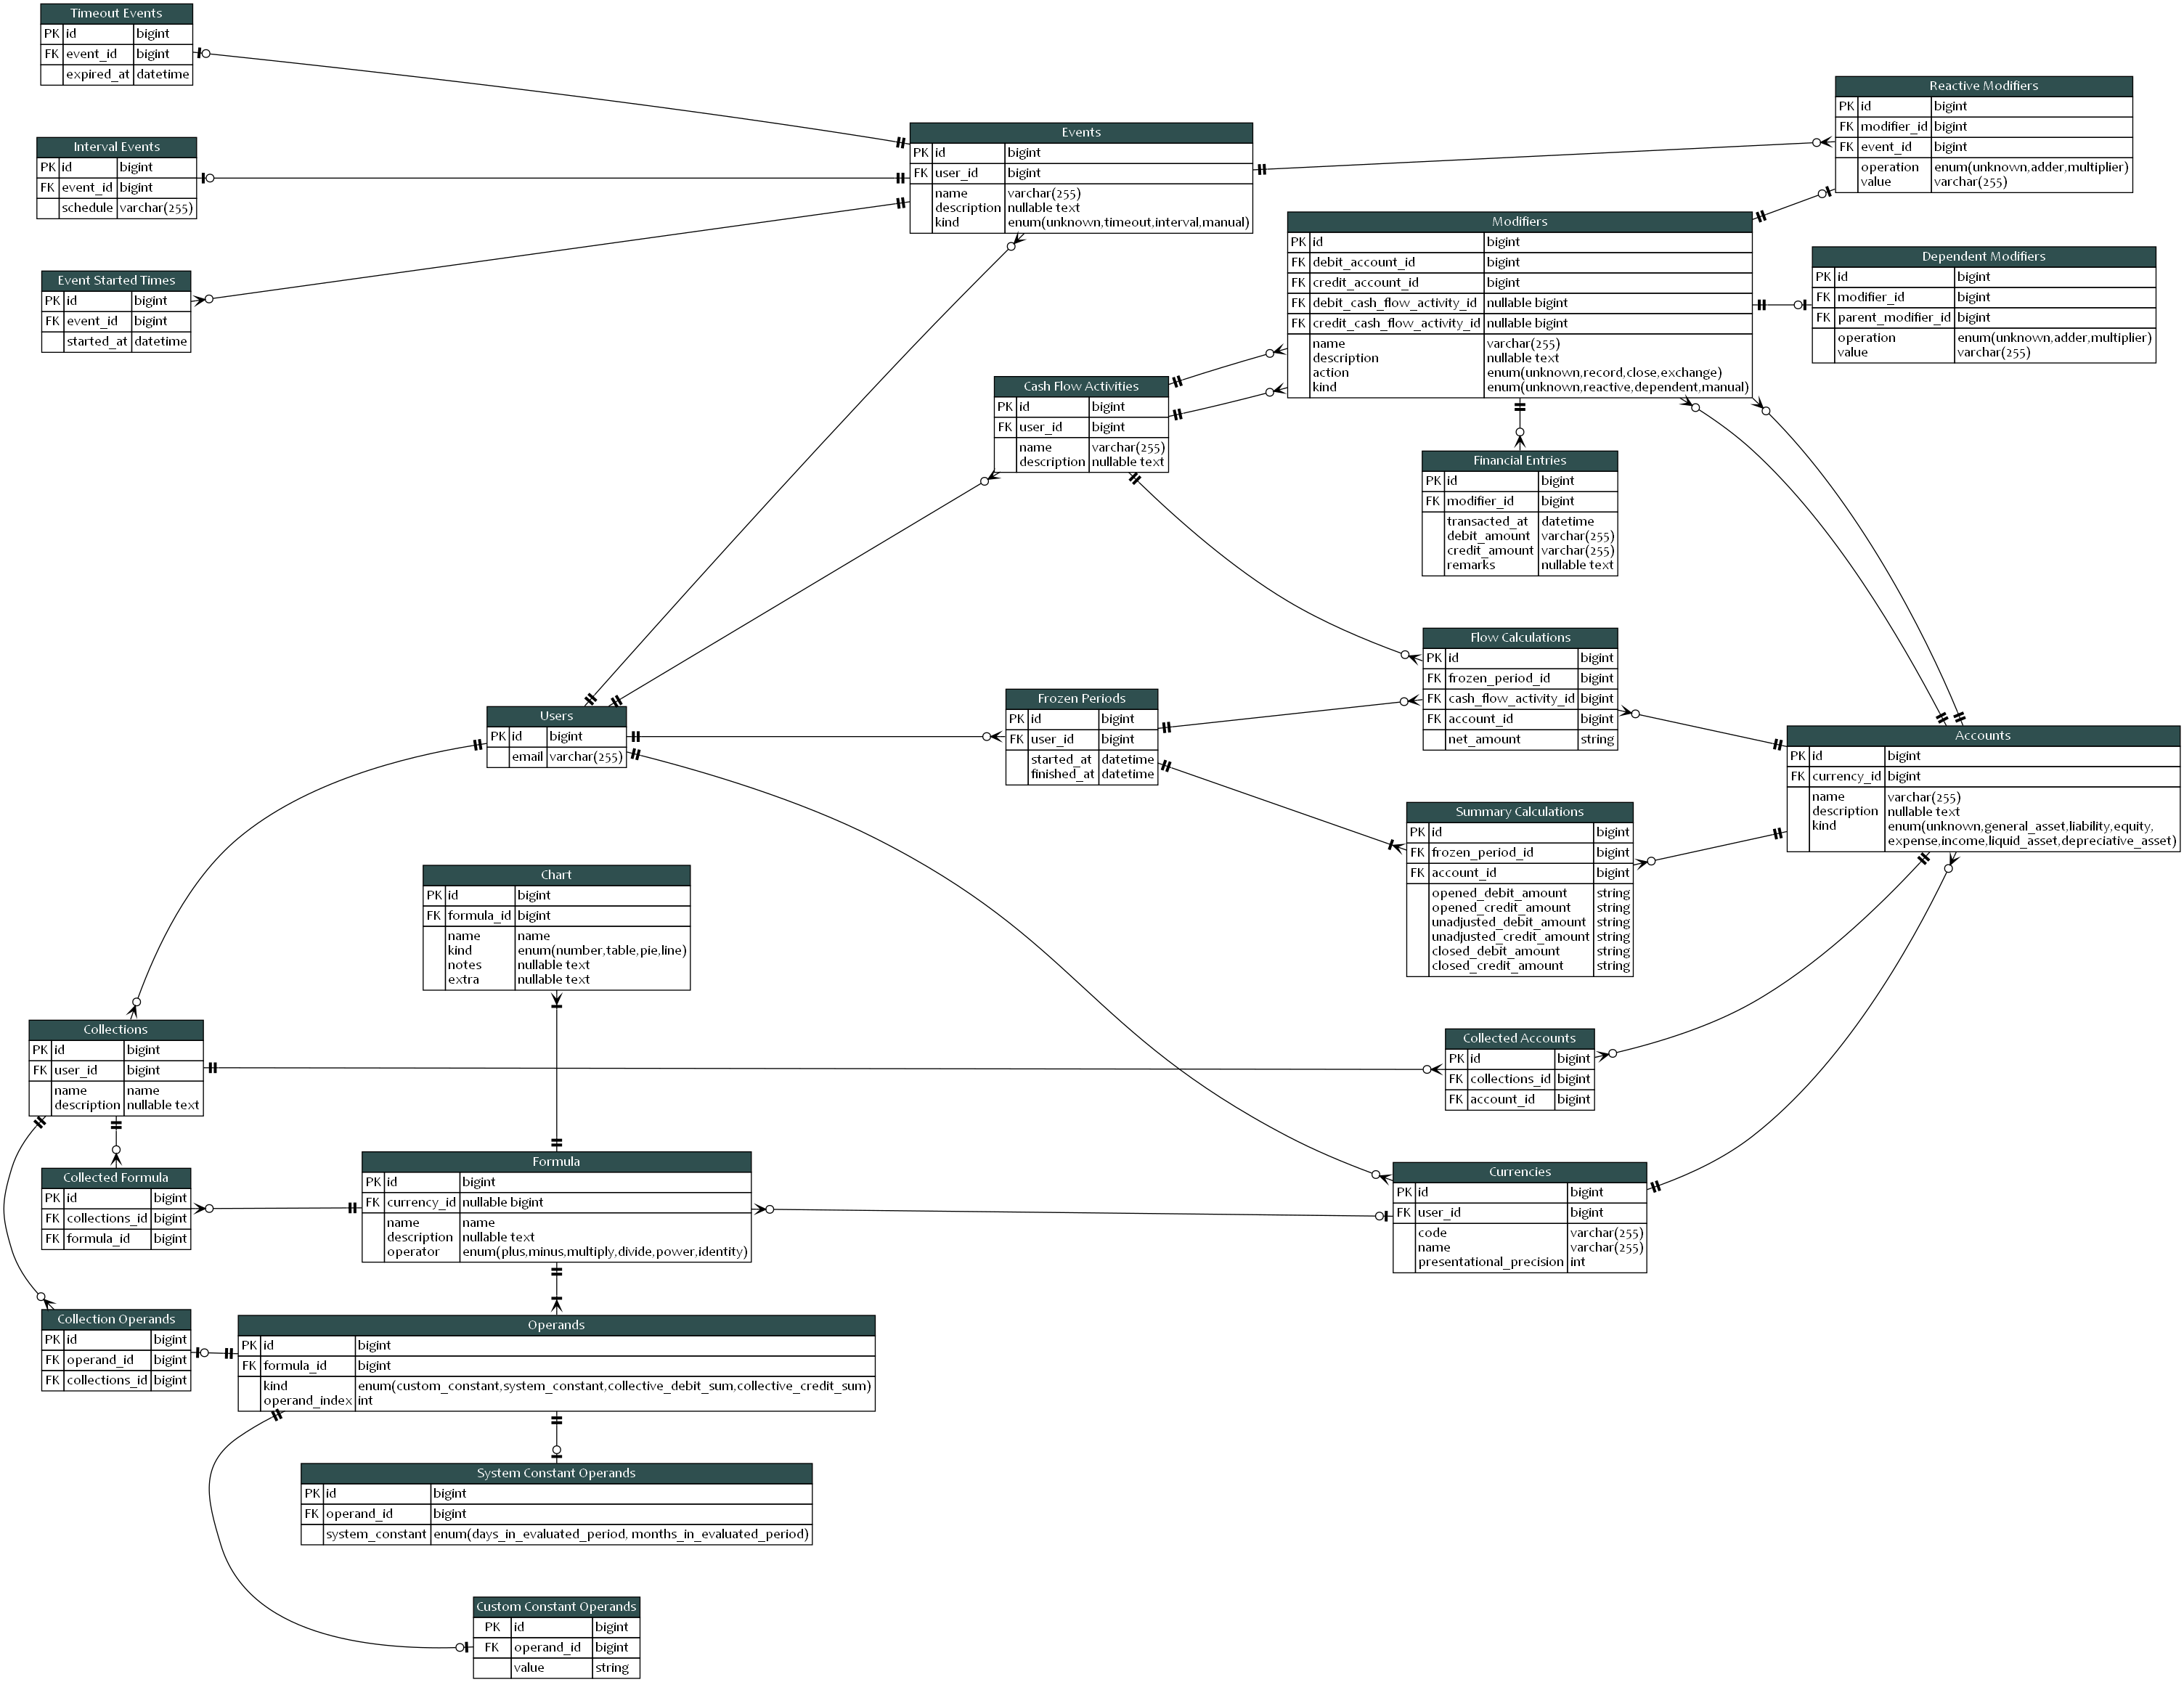 Timeout Events
PK id bigint
FK event_id bigint
expired_at datetime
Interval Events
PK id bigint
FK event_id bigint
schedule varchar(255)
Event Started Times
PK id bigint
FK event_id bigint
started_at datetime
Events
PK id bigint
FK user_id bigint
name varchar(255)
description nullable text
kind enum(unknown,timeout,interval,manual)
Reactive Modifiers
PK id bigint
FK modifier_id bigint
FK event_id bigint
operation enum(unknown,adder,multiplier)
value varchar(255)
Modifiers
PK id bigint
FK debit_account_id bigint
FK credit_account_id bigint
FK debit_cash_flow_activity_id nullable bigint
FK credit_cash_flow_activity_id nullable bigint
name varchar(255)
description nullable text
action enum(unknown,record,close,exchange)
kind enum(unknown,reactive,dependent,manual)
Dependent Modifiers
PK id bigint
FK modifier_id bigint
FK parent_modifier_id bigint
operation enum(unknown,adder,multiplier)
value varchar(255)
Cash Flow Activities
PK id bigint
FK user_id bigint
name varchar(255)
description nullable text
Financial Entries
PK id bigint
FK modifier_id bigint
transacted_at datetime
debit_amount varchar(255)
credit_amount varchar(255)
remarks nullable text
Flow Calculations
PK id bigint
FK frozen_period_id bigint
FK cash_flow_activity_id bigint
FK account_id bigint
net_amount string
Users
PK id bigint
email varchar(255)
Frozen Periods
PK id bigint
FK user_id bigint
started_at datetime
finished_at datetime
Accounts
PK id bigint
FK currency_id bigint
name varchar(255)
description nullable text
kind enum(unknown,general_asset,liability,equity,
expense,income,liquid_asset,depreciative_asset)
Summary Calculations
PK id bigint
FK frozen_period_id bigint
FK account_id bigint
opened_debit_amount string
opened_credit_amount string
unadjusted_debit_amount string
unadjusted_credit_amount string
closed_debit_amount string
closed_credit_amount string
Chart
PK id bigint
FK formula_id bigint
name name
kind enum(number,table,pie,line)
notes nullable text
extra nullable text
Collections
PK id bigint
FK user_id bigint
name name
description nullable text
Collected Accounts
PK id bigint
FK collections_id bigint
FK account_id bigint
Collected Formula
PK id bigint
FK collections_id bigint
FK formula_id bigint
Formula
PK id bigint
FK currency_id nullable bigint
name name
description nullable text
operator enum(plus,minus,multiply,divide,power,identity)
Currencies
PK id bigint
FK user_id bigint
code varchar(255)
name varchar(255)
presentational_precision int
Collection Operands
PK id bigint
FK operand_id bigint
FK collections_id bigint
Operands
PK id bigint
FK formula_id bigint
kind enum(custom_constant,system_constant,collective_debit_sum,collective_credit_sum)
operand_index int
System Constant Operands
PK id bigint
FK operand_id bigint
system_constant enum(days_in_evaluated_period, months_in_evaluated_period)
Custom Constant Operands
PK id bigint
FK operand_id bigint
value string